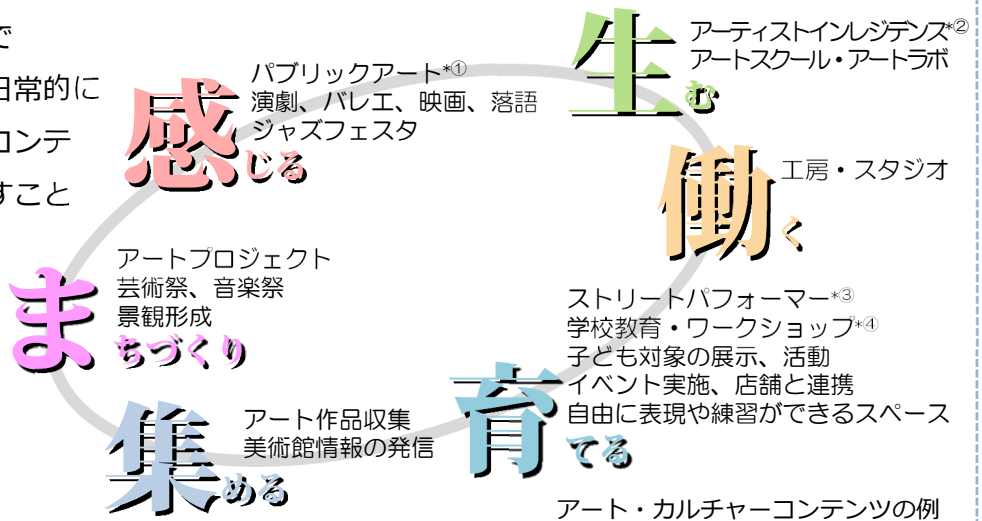 で
日常的に
コンテ
すこと
感じる
パブリックアート*①
演劇、バレエ、映画、落語
ジャズフェスタ
生む
アーティストインレジデンス*②
アートスクール・アートラボ
働く
工房・スタジオ
まちづくり
アートプロジェクト
芸術祭、音楽祭
景観形成
育てる
ストリートパフォーマー*③
学校教育・ワークショップ*④
子ども対象の展示、活動
イベント実施、店舗と連携
自由に表現や練習ができるスペース
集める
アート作品収集
美術館情報の発信
アート・カルチャーコンテンツの例